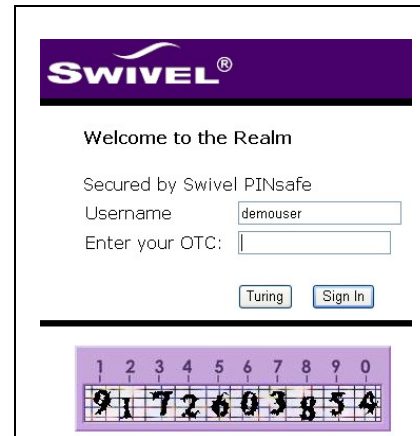 SWIVEL®
Welcome to the Realm
Secured by Swivel PINsafe
Username demouser
Enter your OTC:
Turing Sign In
1 2 3 4 5 6 7 8 9 0
9 1 7 2 6 0 3 8 5 4